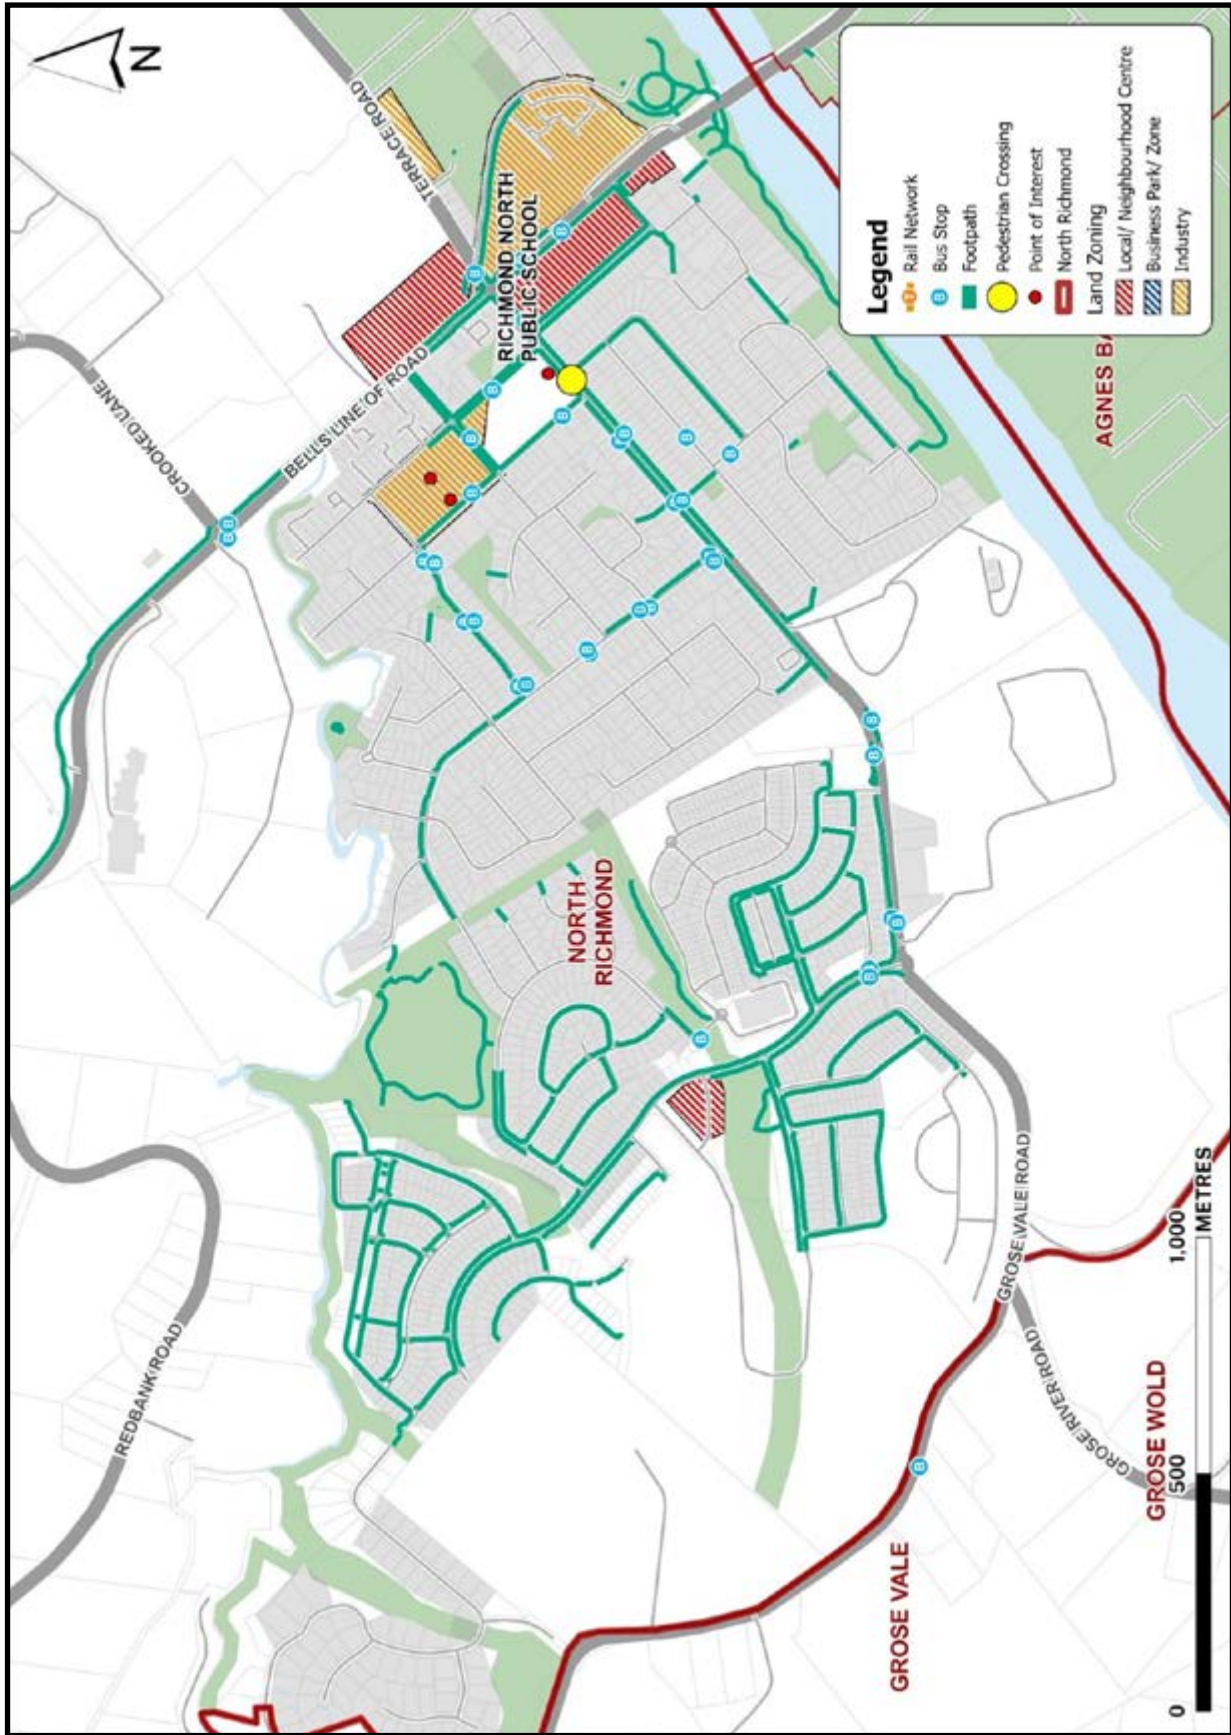 N
TERRACE ROAD
CROOKED LANE
BELLS LINE OF ROAD
RICHMOND NORTH
PUBLIC SCHOOL
REDBANK ROAD
NORTH
RICHMOND
AGNES BA
GROSE VALE ROAD
GROSE RIVER ROAD
GROSE VALE
GROSE WOLD
0
500
1,000
METRES
Legend
Rail Network
B Bus Stop
Footpath
Pedestrian Crossing
Point of Interest
North Richmond
Land Zoning
Local/ Neighbourhood Centre
Business Park/ Zone
Industry